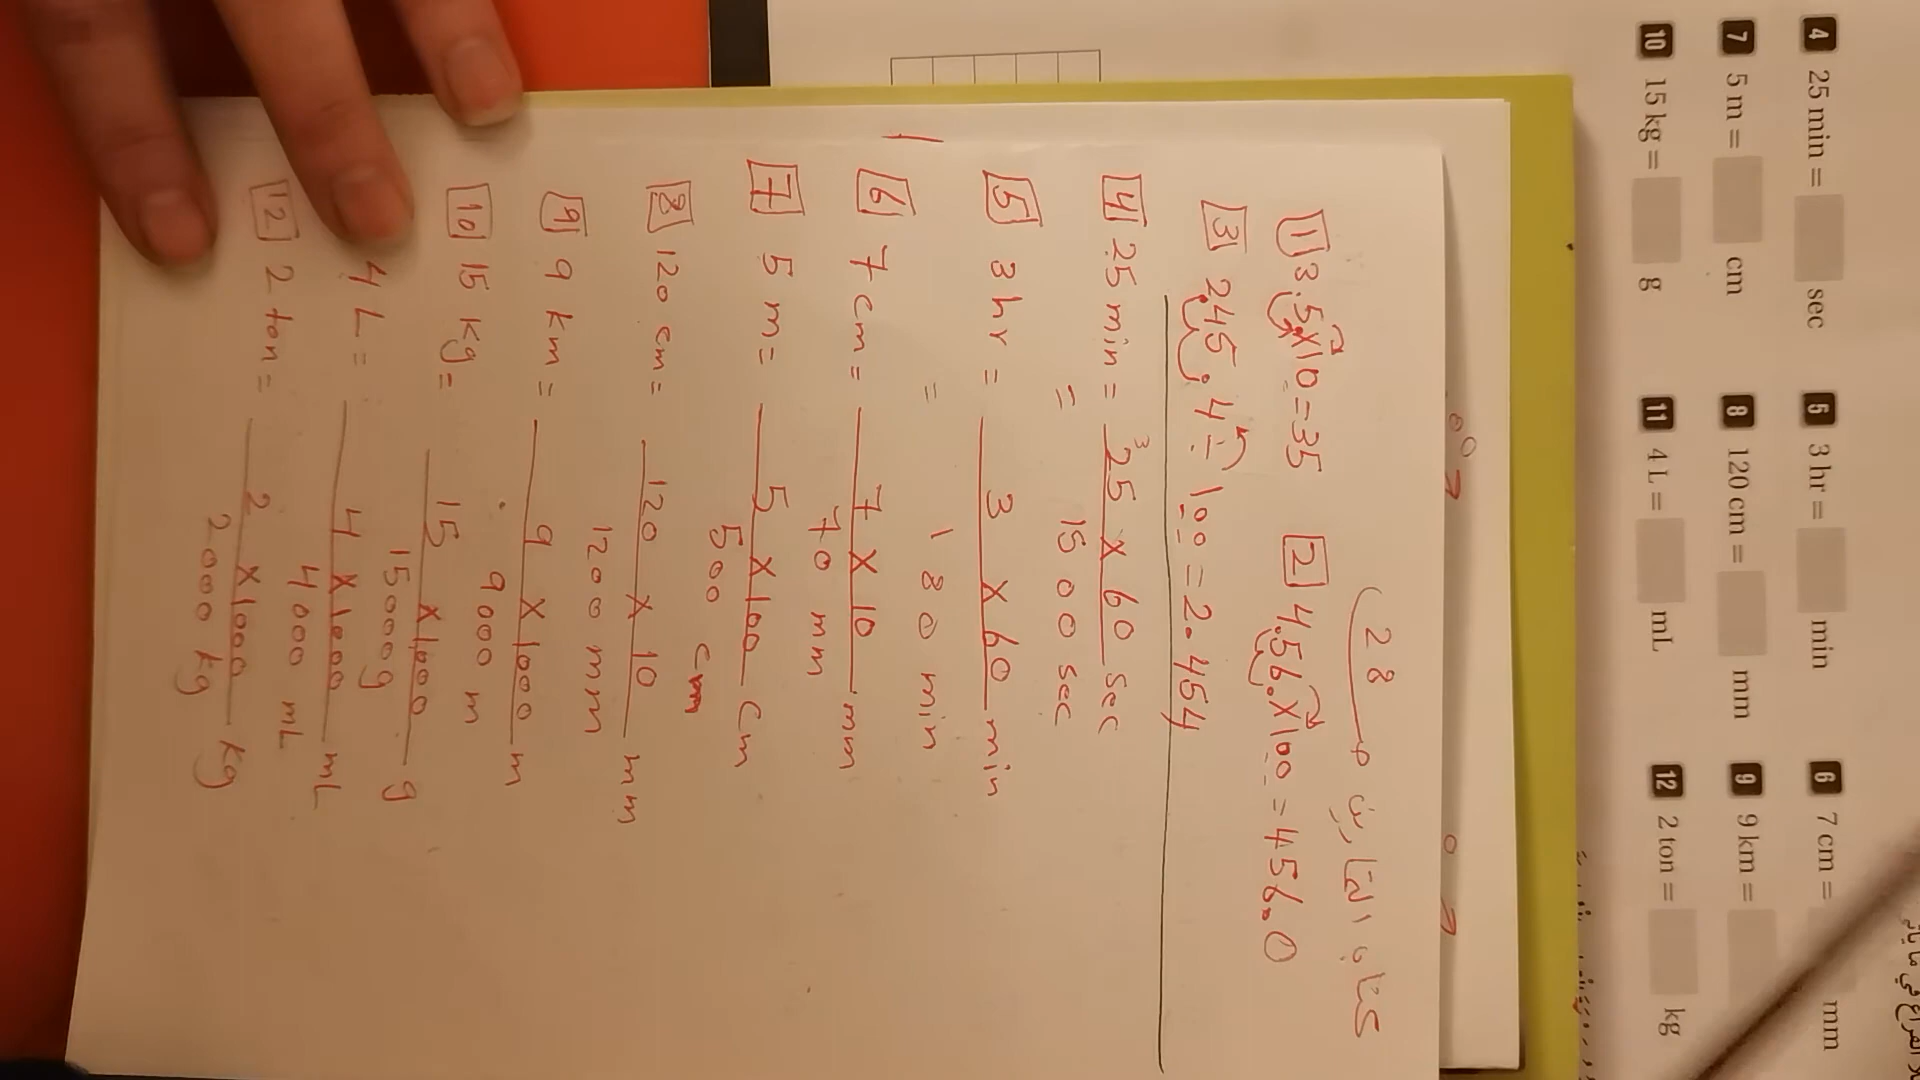 4 25 min = sec 5 3 hr = min 6 7 cm = mm
7 5 m = cm 8 120 cm = mm 9 9 km =
10 15 kg = g 11 4 L = mL 12 2 ton = kg
كتاب التمارين ص 28
1 3.5 x 10 = 35 2 4.56 x 100 = 456.0
3 245.4 ÷ 100 = 2.454
4 25 min = 25 x 60 sec
= 1500 sec
5 3 hr = 3 x 60 min
= 180 min
6 7 cm = 7 x 10 mm
70 mm
7 5 m = 5 x 100 cm
500 cm
8 120 cm = 120 x 10 mm
1200 mm
9 9 km = 9 x 1000 m
9000 m
10 15 kg = 15 x 1000 g
15000 g
4 L = 4 x 1000 mL
4000 mL
12 2 ton = 2 x 1000 kg
2000 kg